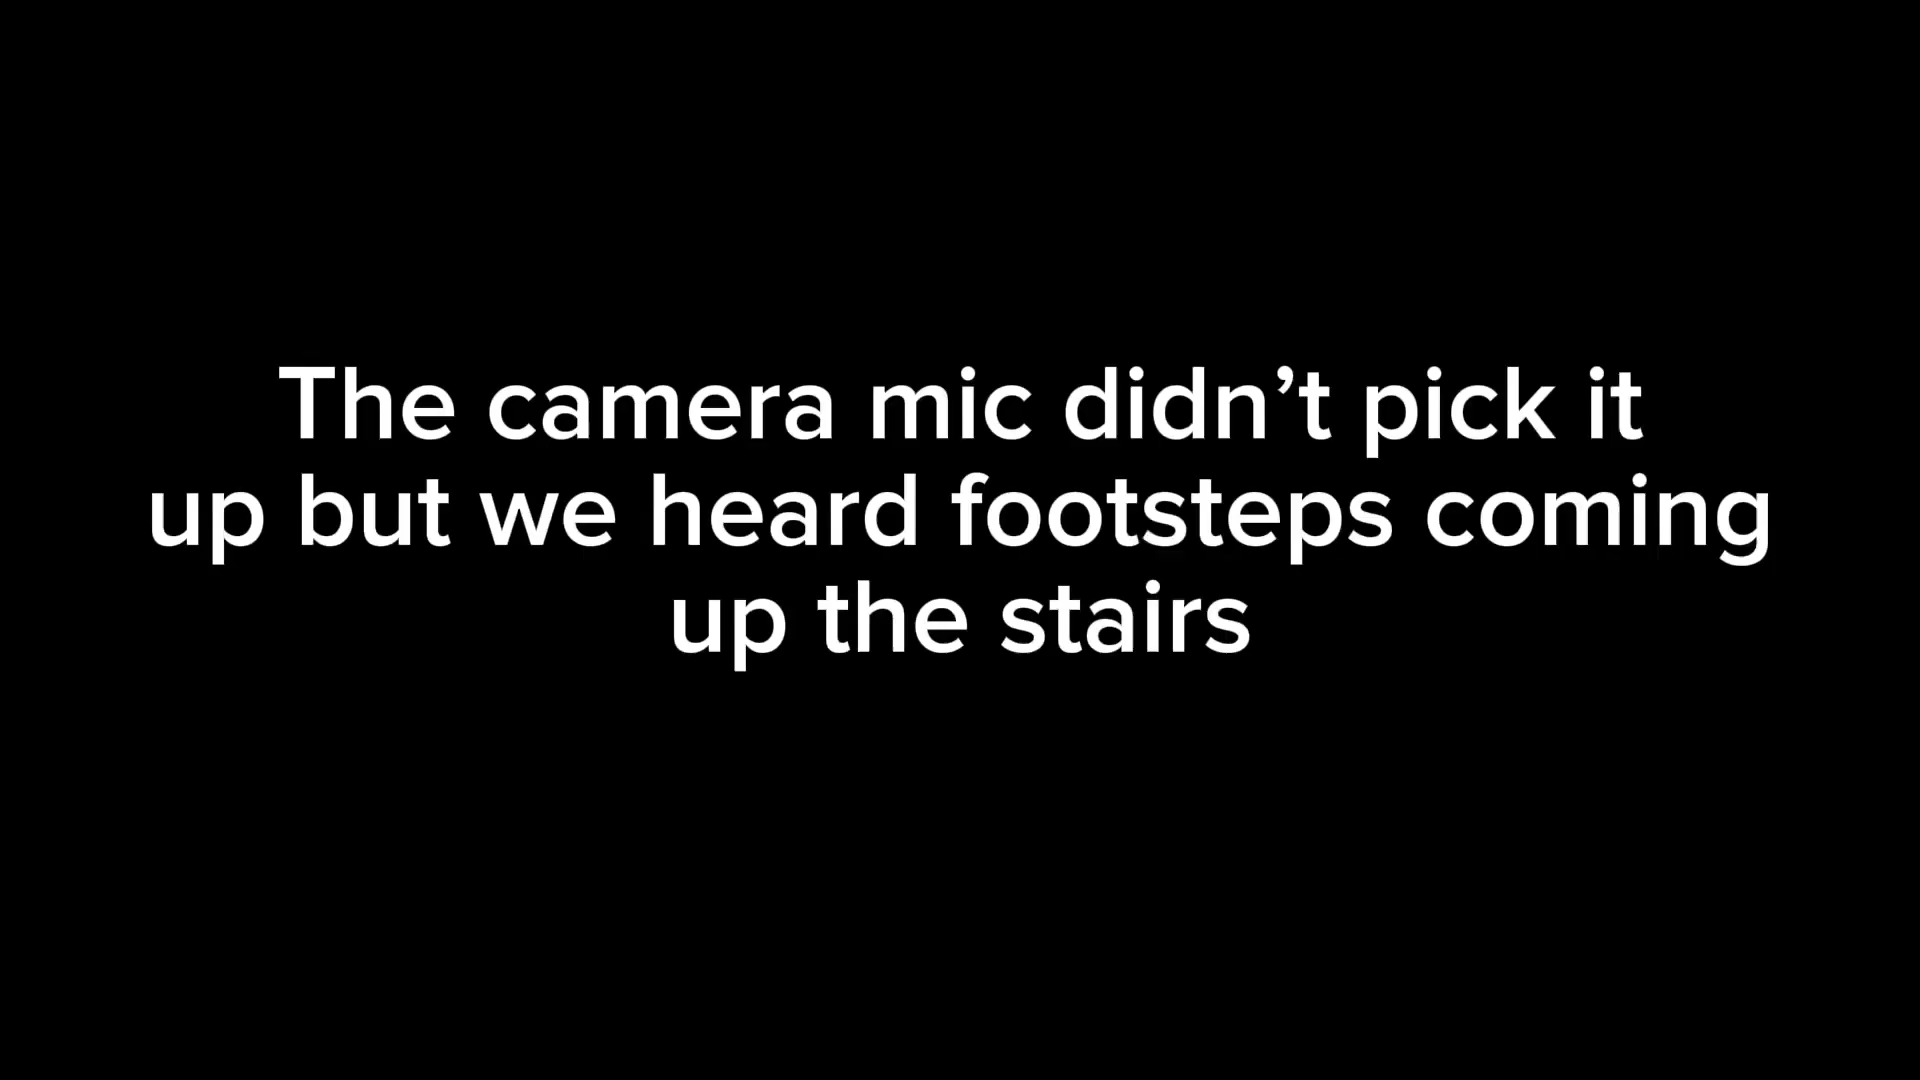 The camera mic didn’t pick it
up but we heard footsteps coming
up the stairs